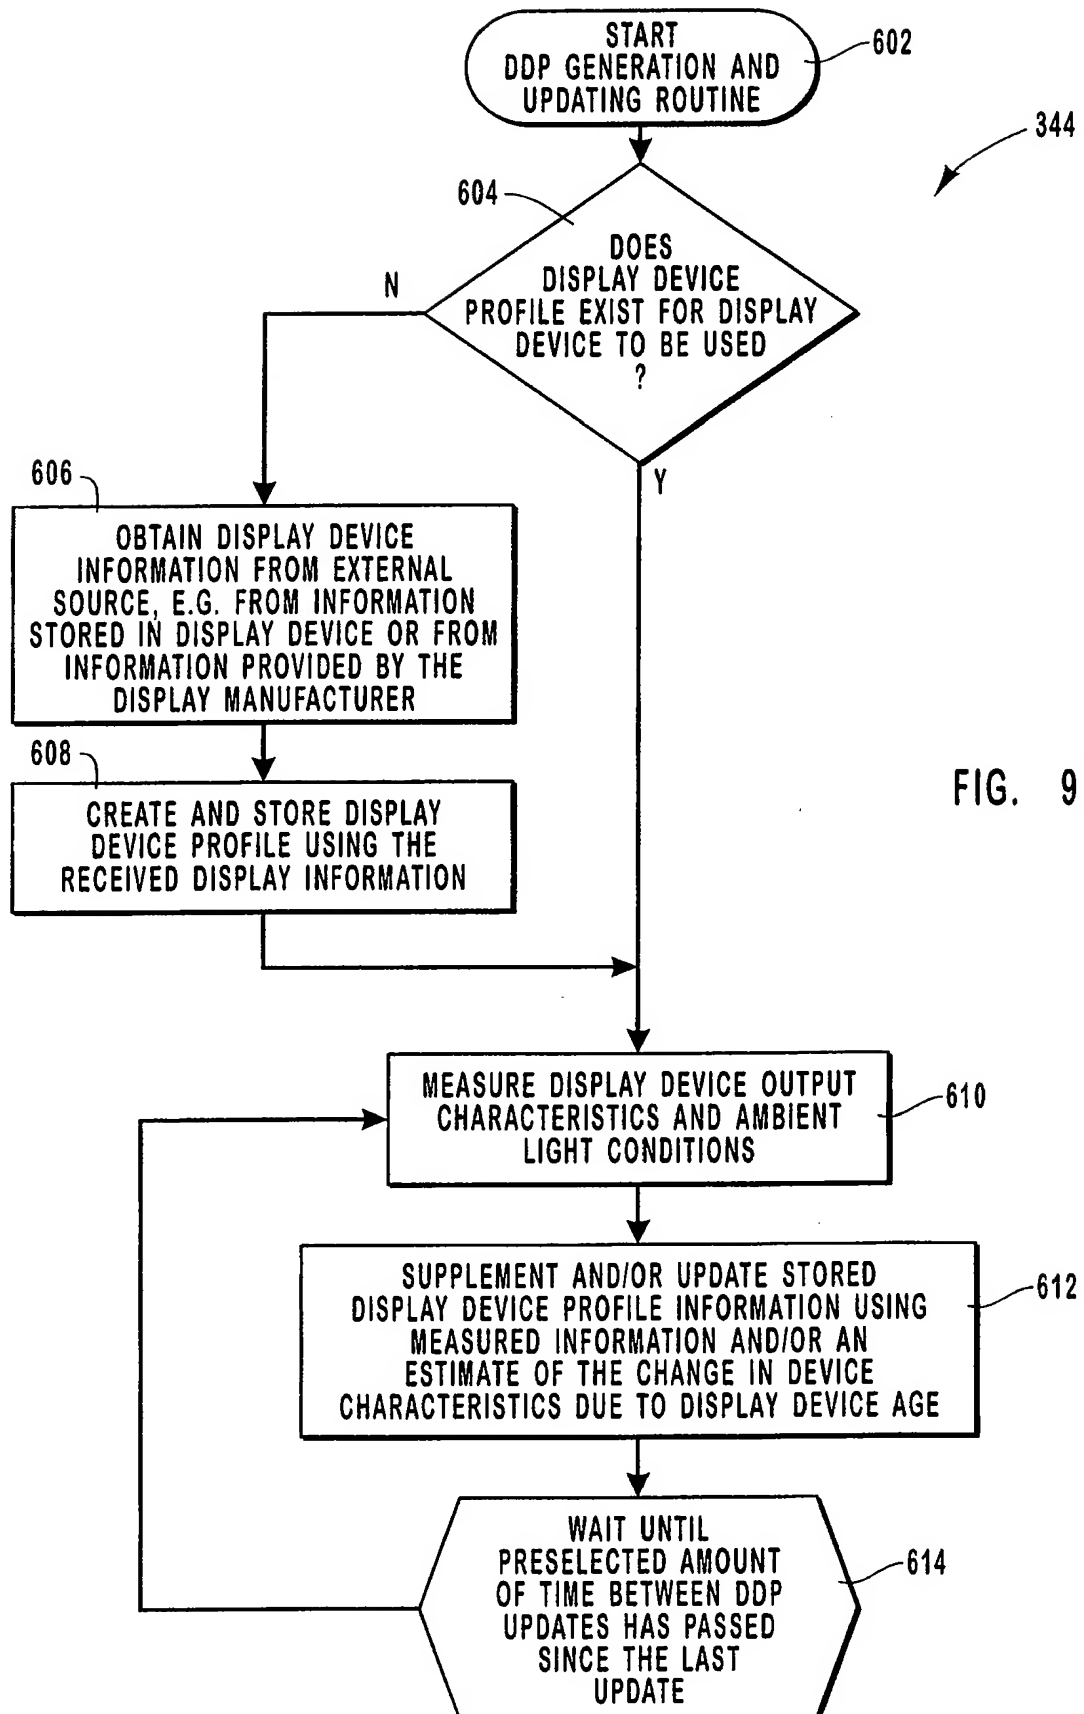 START
DDP GENERATION AND
UPDATING ROUTINE
602
344
604
DOES
DISPLAY DEVICE
PROFILE EXIST FOR DISPLAY
DEVICE TO BE USED
?
N
Y
606
OBTAIN DISPLAY DEVICE
INFORMATION FROM EXTERNAL
SOURCE, E.G. FROM INFORMATION
STORED IN DISPLAY DEVICE OR FROM
INFORMATION PROVIDED BY THE
DISPLAY MANUFACTURER
608
CREATE AND STORE DISPLAY
DEVICE PROFILE USING THE
RECEIVED DISPLAY INFORMATION
FIG. 9
MEASURE DISPLAY DEVICE OUTPUT
CHARACTERISTICS AND AMBIENT
LIGHT CONDITIONS
610
SUPPLEMENT AND/OR UPDATE STORED
DISPLAY DEVICE PROFILE INFORMATION USING
MEASURED INFORMATION AND/OR AN
ESTIMATE OF THE CHANGE IN DEVICE
CHARACTERISTICS DUE TO DISPLAY DEVICE AGE
612
WAIT UNTIL
PRESELECTED AMOUNT
OF TIME BETWEEN DDP
UPDATES HAS PASSED
SINCE THE LAST
UPDATE
614